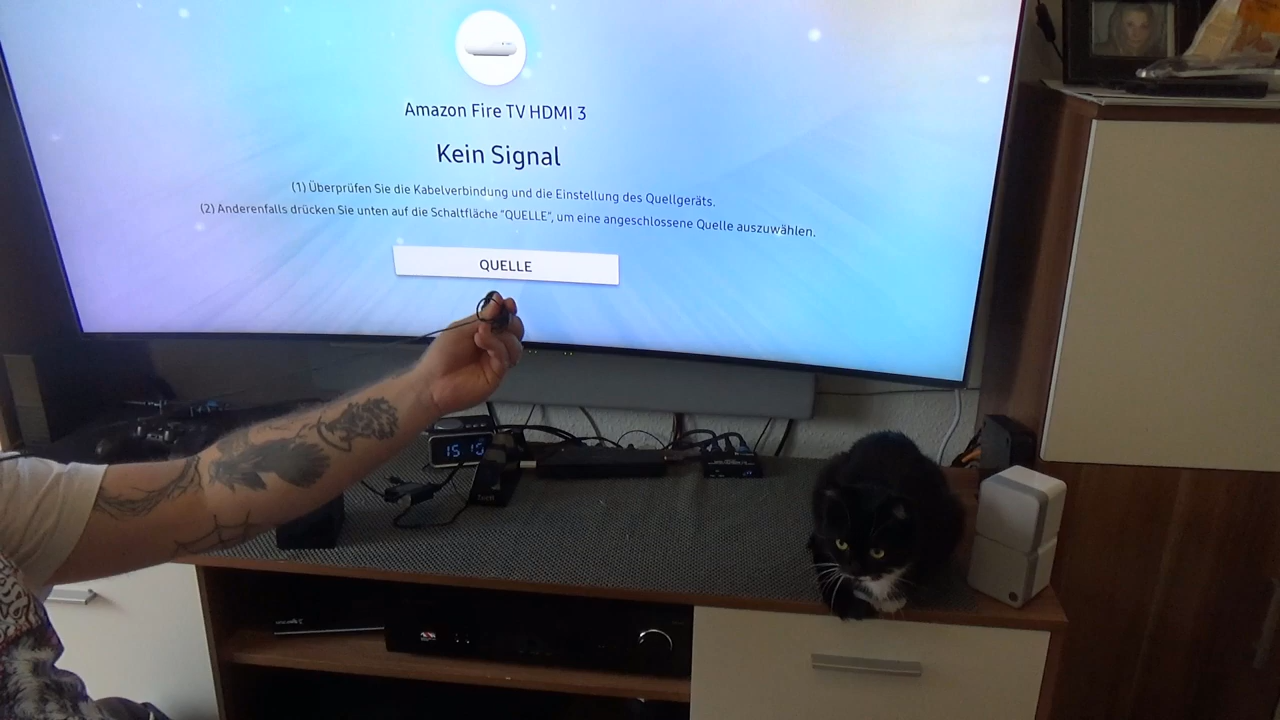 Amazon Fire TV HDMI 3
Kein Signal
(1) Überprüfen Sie die Kabelverbindung und die Einstellung des Quellgeräts.
(2) Anderenfalls drücken Sie unten auf die Schaltfläche "QUELLE", um eine angeschlossene Quelle auszuwählen.
QUELLE
15 10